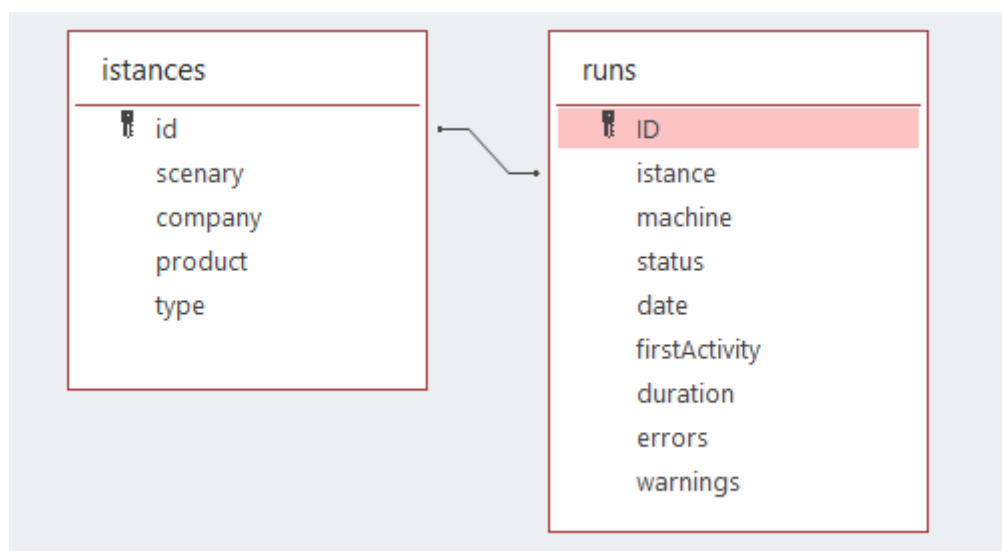 istances
id
scenary
company
product
type
runs
ID
istance
machine
status
date
firstActivity
duration
errors
warnings